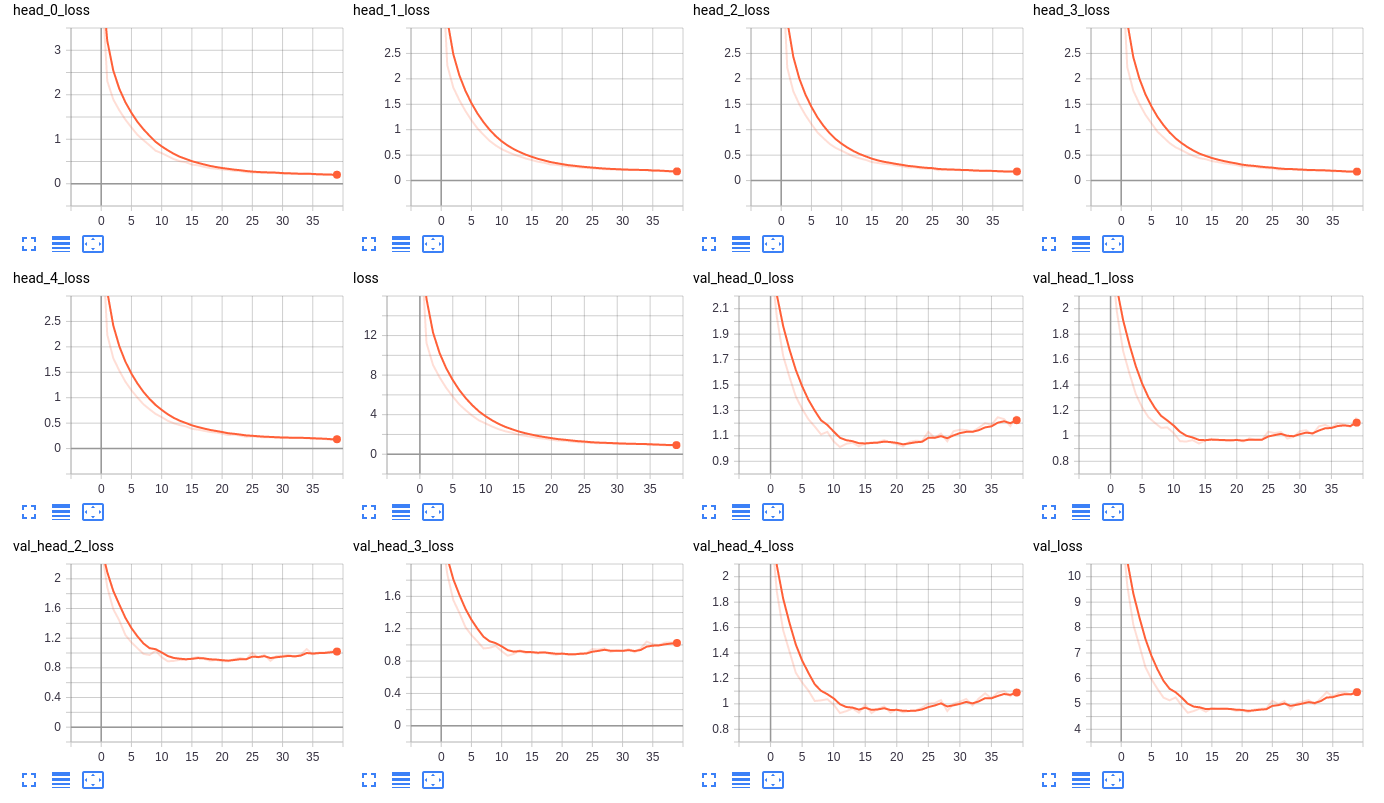 head_0_loss
head_1_loss
head_2_loss
head_3_loss
3
2
1
0
0 5 10 15 20 25 30 35
2.5
2
1.5
1
0.5
0
0 5 10 15 20 25 30 35
2.5
2
1.5
1
0.5
0
0 5 10 15 20 25 30 35
2.5
2
1.5
1
0.5
0
0 5 10 15 20 25 30 35
head_4_loss
loss
val_head_0_loss
val_head_1_loss
2.5
2
1.5
1
0.5
0
0 5 10 15 20 25 30 35
12
8
4
0
0 5 10 15 20 25 30 35
2.1
1.9
1.7
1.5
1.3
1.1
0.9
0 5 10 15 20 25 30 35
2
1.8
1.6
1.4
1.2
1
0.8
0 5 10 15 20 25 30 35
val_head_2_loss
val_head_3_loss
val_head_4_loss
val_loss
2
1.6
1.2
0.8
0.4
0
0 5 10 15 20 25 30 35
1.6
1.2
0.8
0.4
0
0 5 10 15 20 25 30 35
2
1.8
1.6
1.4
1.2
1
0.8
0 5 10 15 20 25 30 35
10
9
8
7
6
5
4
0 5 10 15 20 25 30 35